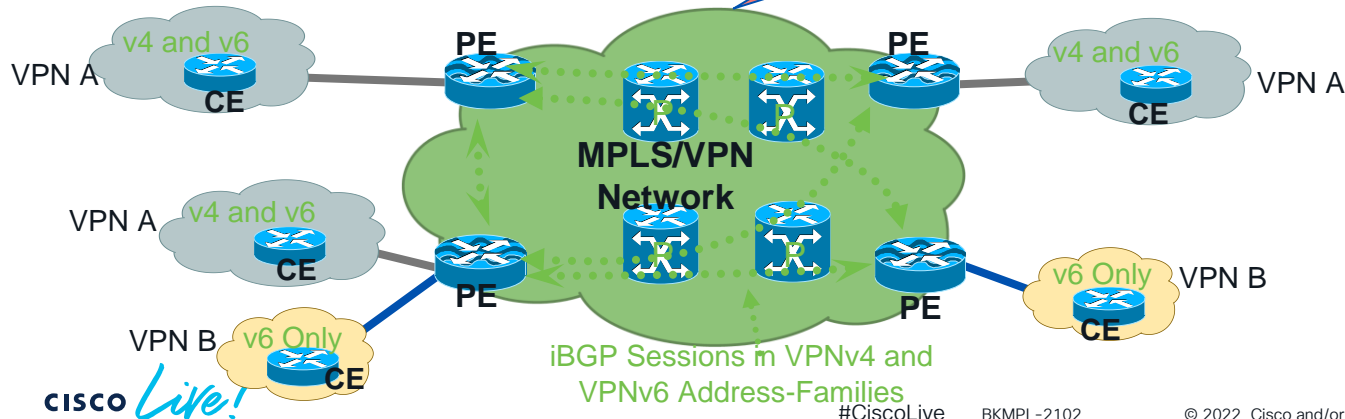 v4 and v6
PE
PE
v4 and v6
VPN A
CE
VPN A
CE
P
P
MPLS/VPN
Network
VPN A
v4 and v6
CE
P
P
PE
PE
v6 Only
VPN B
CE
VPN B
v6 Only
CE
iBGP Sessions in VPNv4 and
VPNv6 Address-Families
CISCO Live!
#CiscoLive
BKMPL-2102
© 2022 Cisco and/or